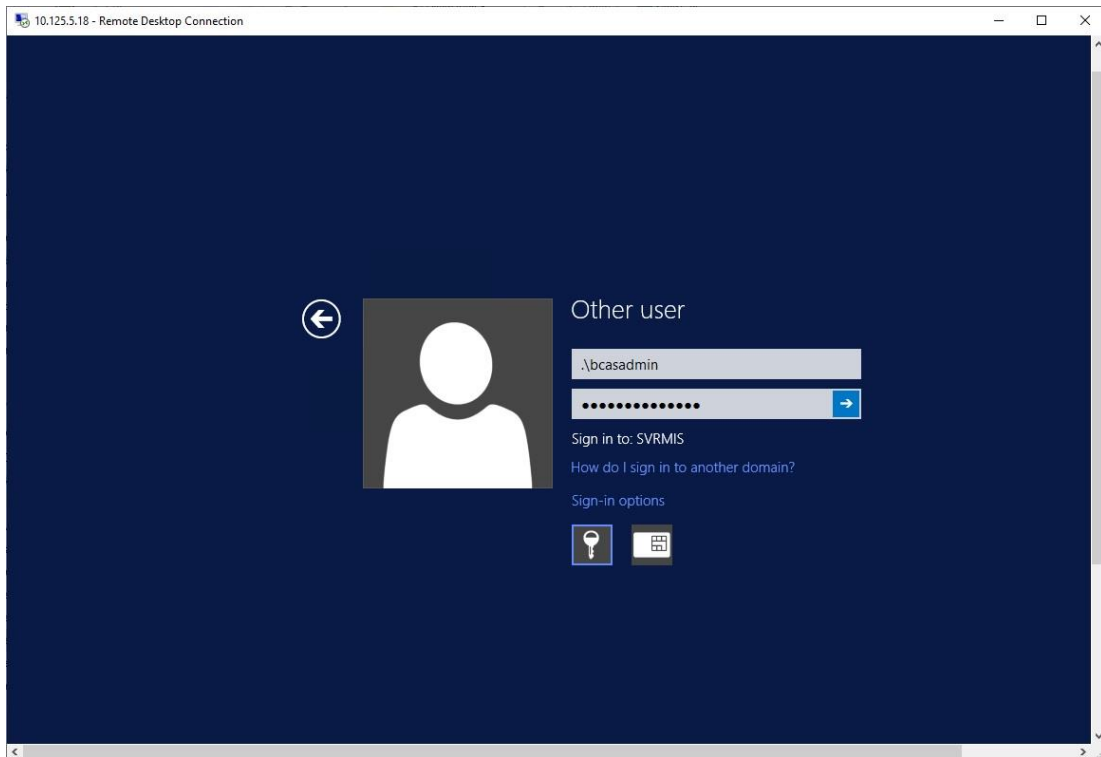 10.125.5.18 - Remote Desktop Connection
Other user
.\bcasadmin
••••••••••••••
Sign in to: SVRMIS
How do I sign in to another domain?
Sign-in options